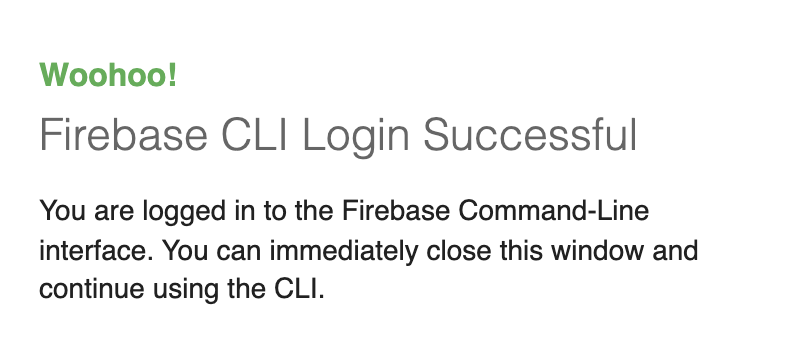 Woohoo!
Firebase CLI Login Successful
You are logged in to the Firebase Command-Line
interface. You can immediately close this window and
continue using the CLI.